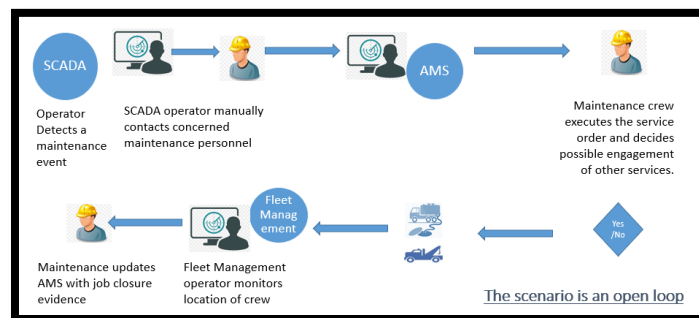 SCADA
AMS
Operator
Detects a
maintenance
event
SCADA operator manually
contacts concerned
maintenance personnel
Maintenance crew
executes the service
order and decides
possible engagement
of other services.
Yes
/No
Fleet
Manag
ement
Maintenance updates
AMS with job closure
evidence
Fleet Management
operator monitors
location of crew
The scenario is an open loop